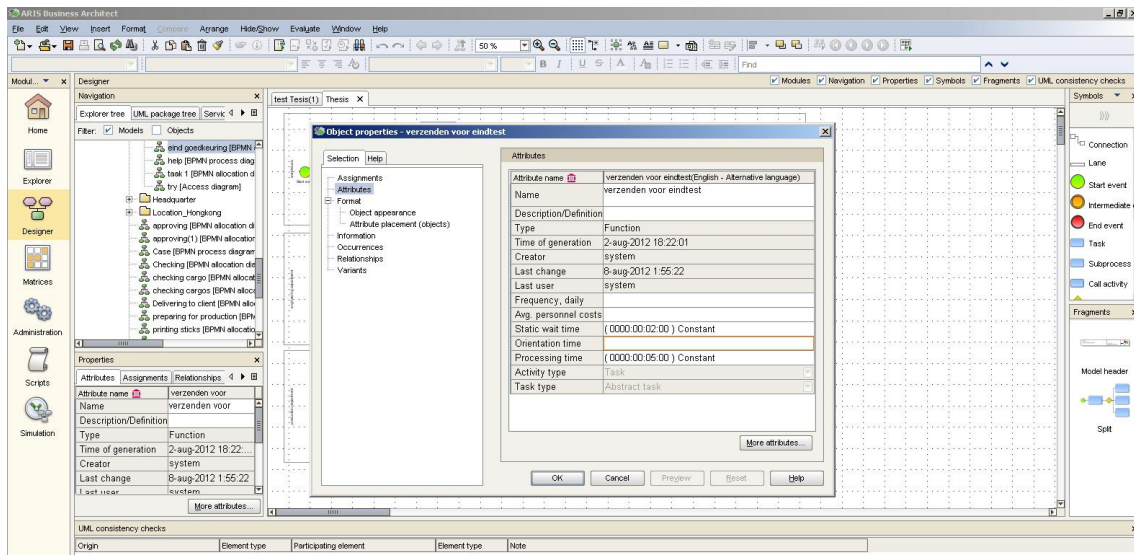 ARIS Business Architect
File Edit View Insert Format Compare Arrange Hide/Show Evaluate Window Help
50 %
B I U S A Find
Modul... Designer Modules Navigation Properties Symbols Fragments UML consistency checks
Navigation test Tesis(1) Thesis Symbols
Explorer tree UML package tree Servic
Filter: Models Objects
Home
Explorer
Designer
Matrices
Administration
Scripts
Simulation
eind goedkeuring [BPMN
help [BPMN process diag
task 1 [BPMN allocation d
try [Access diagram]
Headquarter
Location_Hongkong
approving [BPMN allocation di
approving(1) [BPMN allocation
Case [BPMN process diagram
Checking [BPMN allocation dia
checking cargo [BPMN allocat
checking cargos [BPMN alloca
Delivering to client [BPMN allo
preparing for production [BPM
printing sticks [BPMN allocatio
Properties
Attributes Assignments Relationships
Attribute name verzenden voor
Name verzenden voor
Description/Definition
Type Function
Time of generation 2-aug-2012 18:22:...
Creator system
Last change 8-aug-2012 1:55:22
Last user system
More attributes...
Object properties - verzenden voor eindtest
Selection Help
Assignments
Attributes
Format
Object appearance
Attribute placement (objects)
Information
Occurrences
Relationships
Variants
Attributes
Attribute name verzenden voor eindtest(English - Alternative language)
Name verzenden voor eindtest
Description/Definition
Type Function
Time of generation 2-aug-2012 18:22:01
Creator system
Last change 8-aug-2012 1:55:22
Last user system
Frequency, daily
Avg. personnel costs
Static wait time ( 0000:00:02:00 ) Constant
Orientation time
Processing time ( 0000:00:05:00 ) Constant
Activity type Task
Task type Abstract task
More attributes...
OK Cancel Preview Reset Help
Connection
Lane
Start event
Intermediate
End event
Task
Subprocess
Call activity
Fragments
Model header
Split
UML consistency checks
Origin Element type Participating element Element type Note